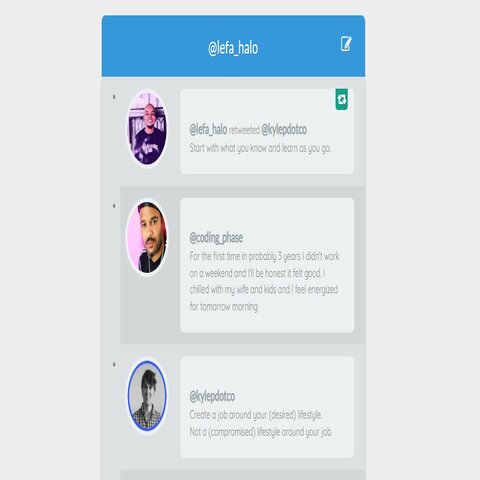 @lefa_halo
@lefa_halo retweeted @kylepdotco
Start with what you know and learn as you go.
@coding_phase
For the first time in probably 3 years I didn't work
on a weekend and I'll be honest it felt good. I
chilled with my wife and kids and I feel energized
for tomorrow morning
@kylepdotco
Create a job around your (desired) lifestyle.
Not a (compromised) lifestyle around your job.